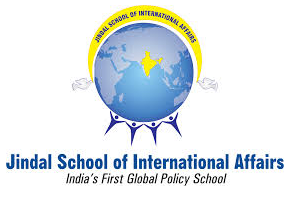 JINDAL SCHOOL OF INTERNATIONAL AFFAIRS
Jindal School of International Affairs
India's First Global Policy School